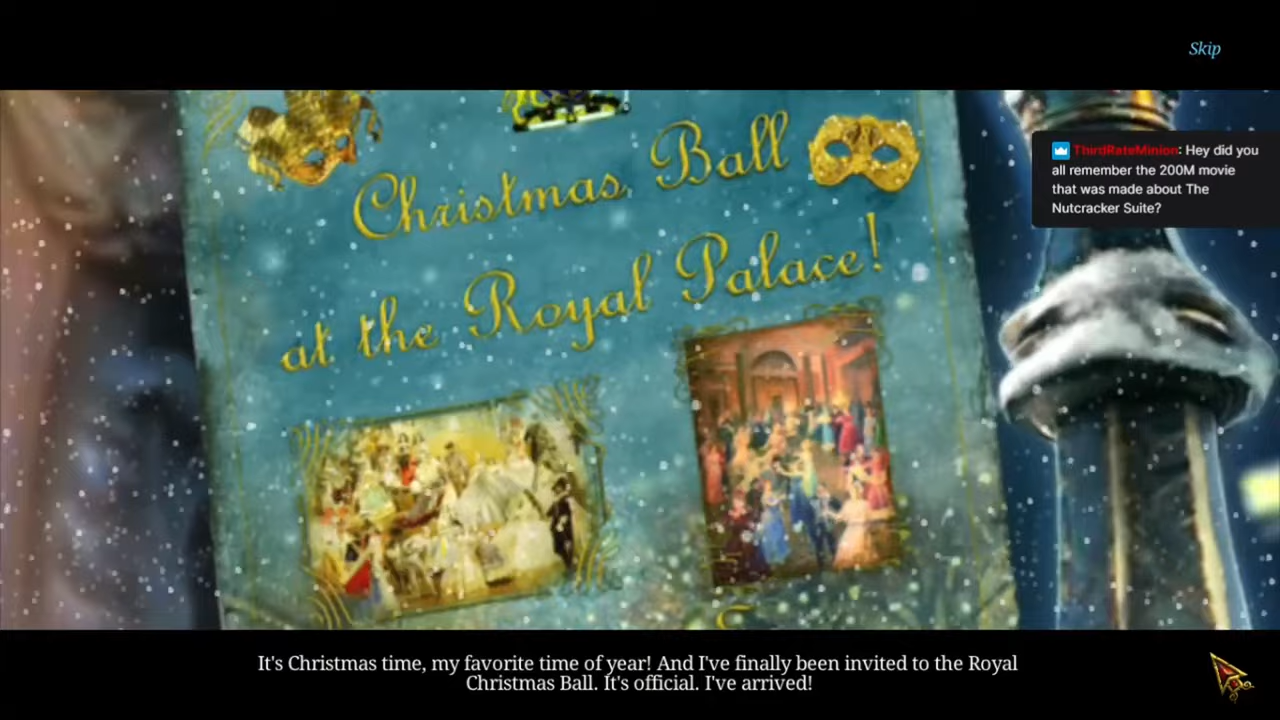 Skip
Christmas Ball
at the Royal Palace!
ThirdRateMinion: Hey did you
all remember the 200M movie
that was made about The
Nutcracker Suite?
It's Christmas time, my favorite time of year! And I've finally been invited to the Royal
Christmas Ball. It's official. I've arrived!